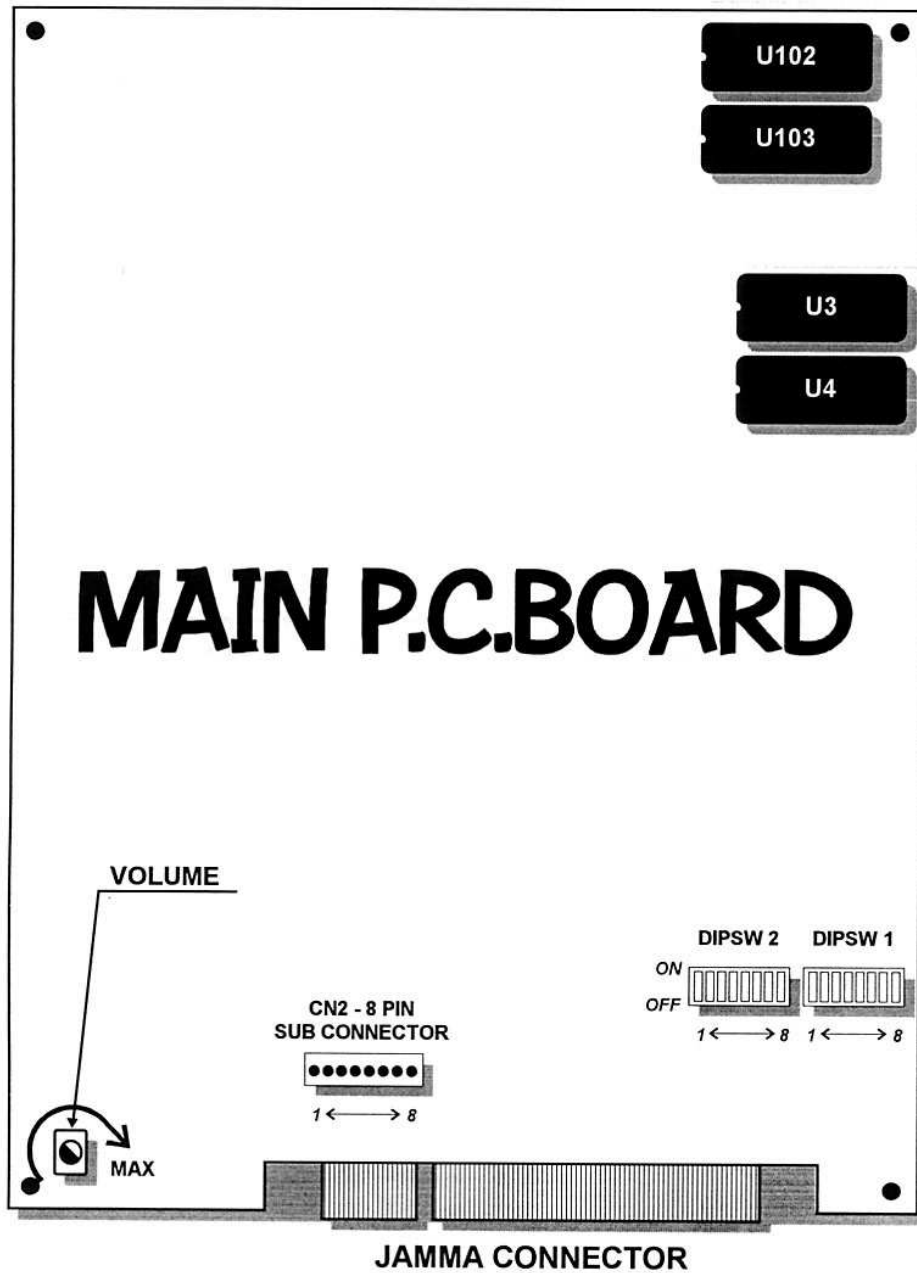 U102
U103
U3
U4
MAIN P.C.BOARD
VOLUME
DIPSW 2 DIPSW 1
ON
OFF
1 8 1 8
CN2 - 8 PIN
SUB CONNECTOR
1 8
MAX
JAMMA CONNECTOR